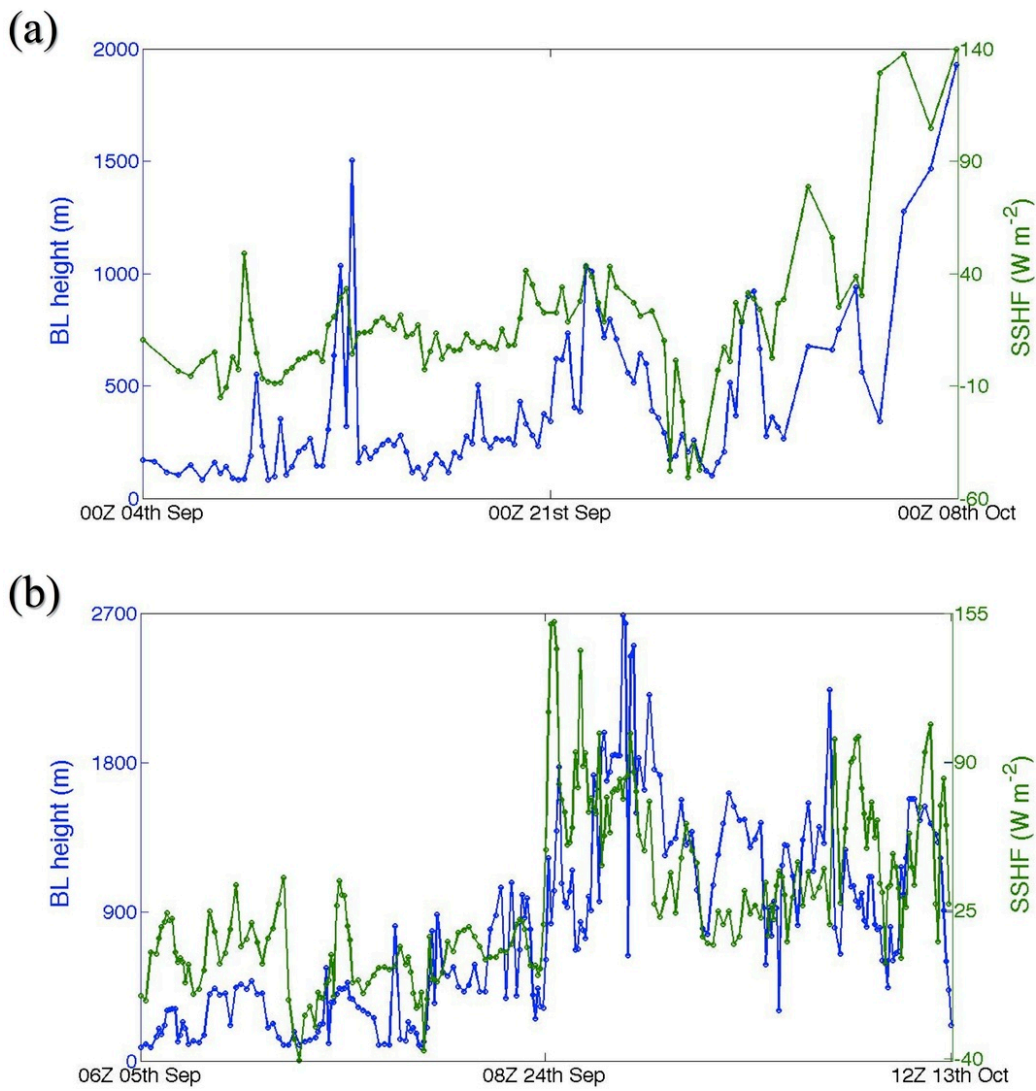 (a)
2000
1500
1000
500
0
BL height (m)
140
90
40
-10
-60
SSHF (W m-2)
00Z 04th Sep
00Z 21st Sep
00Z 08th Oct
(b)
2700
1800
900
0
BL height (m)
155
90
25
-40
SSHF (W m-2)
06Z 05th Sep
08Z 24th Sep
12Z 13th Oct